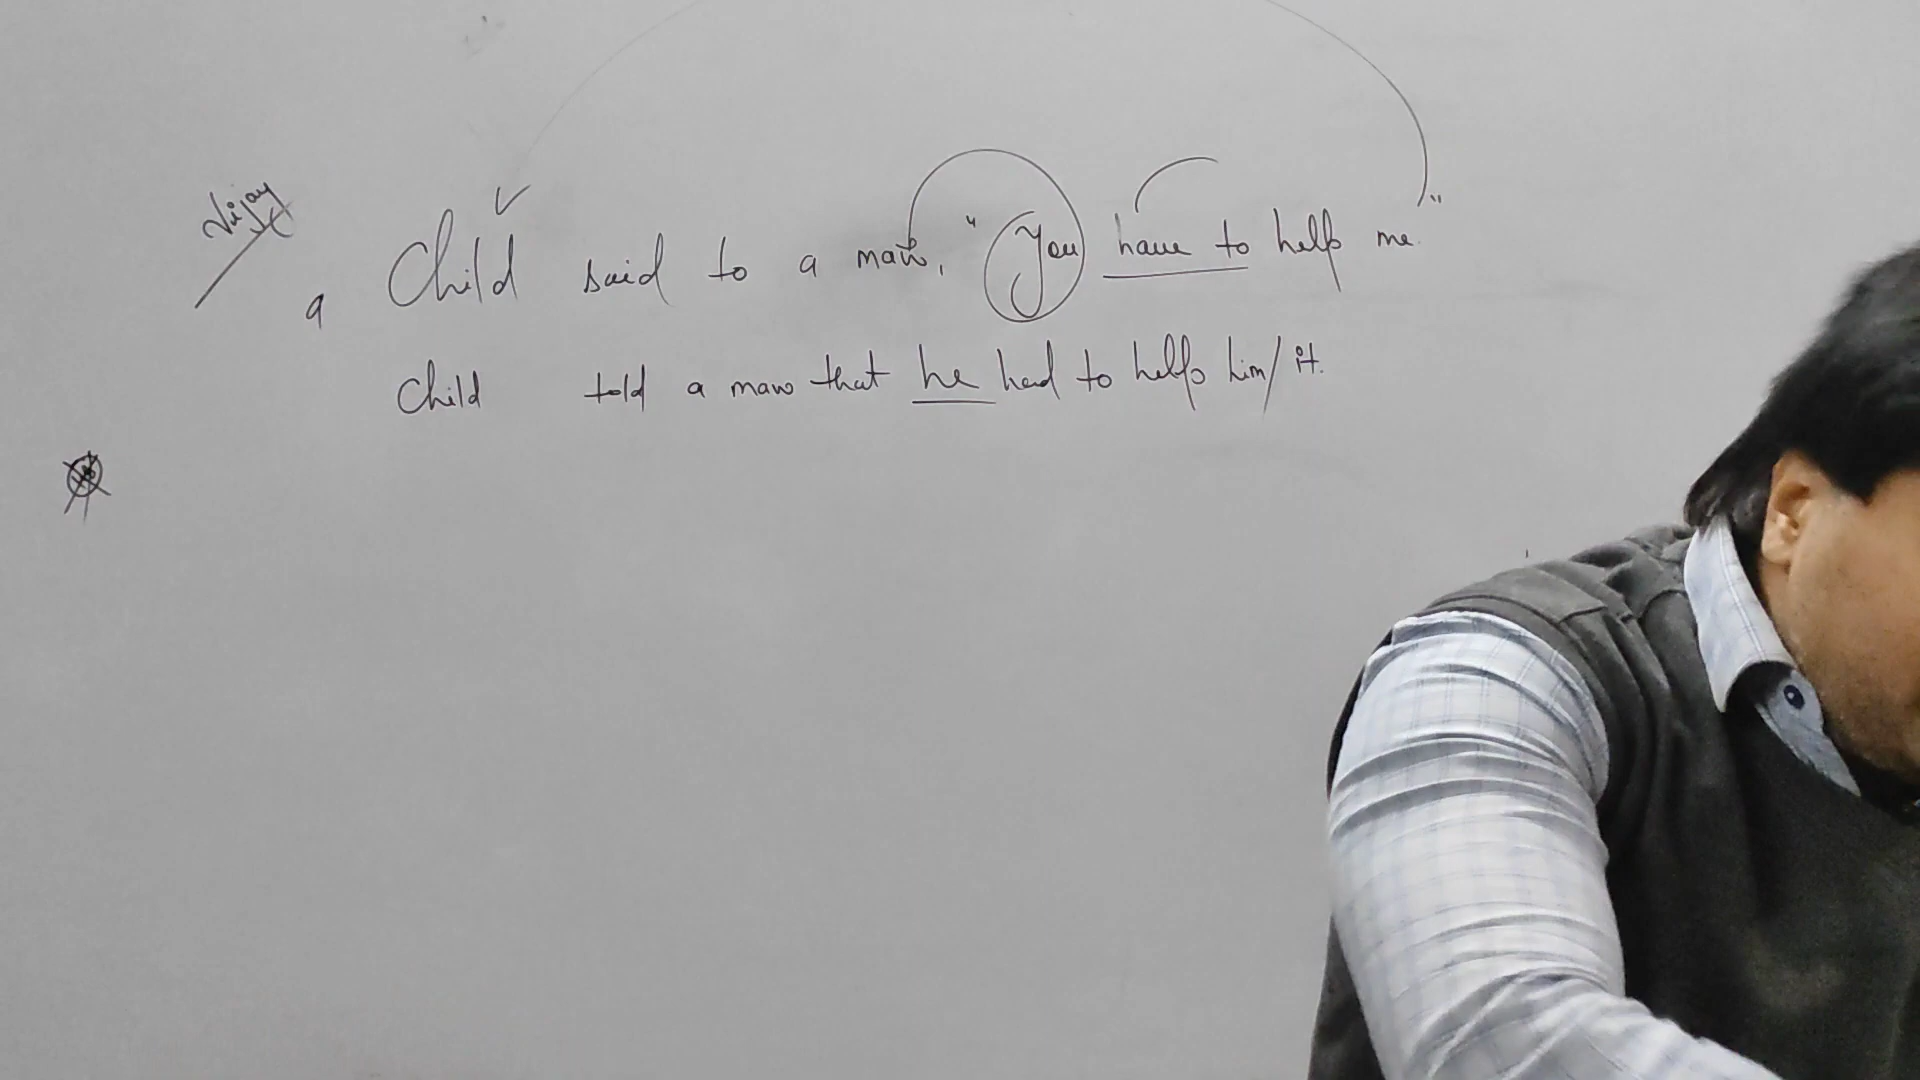 Vijay
a Child said to a man, "You have to help me."
Child told a man that he had to help him/it.